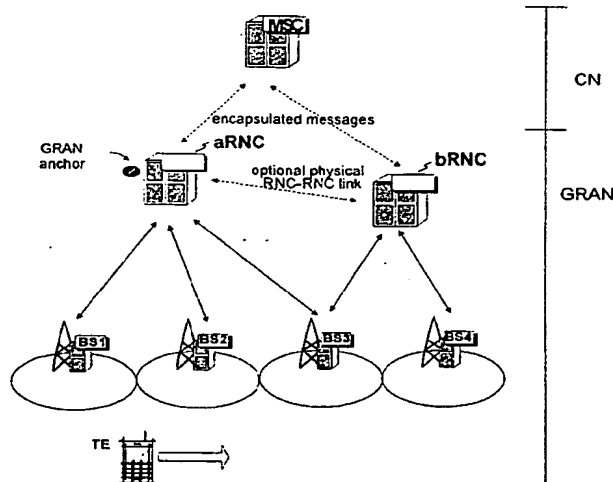 MSC
CN
encapsulated messages
aRNC
GRAN
anchor
optional physical
RNC-RNC link
bRNC
GRAN
BS1
BS2
BS3
BS4
TE